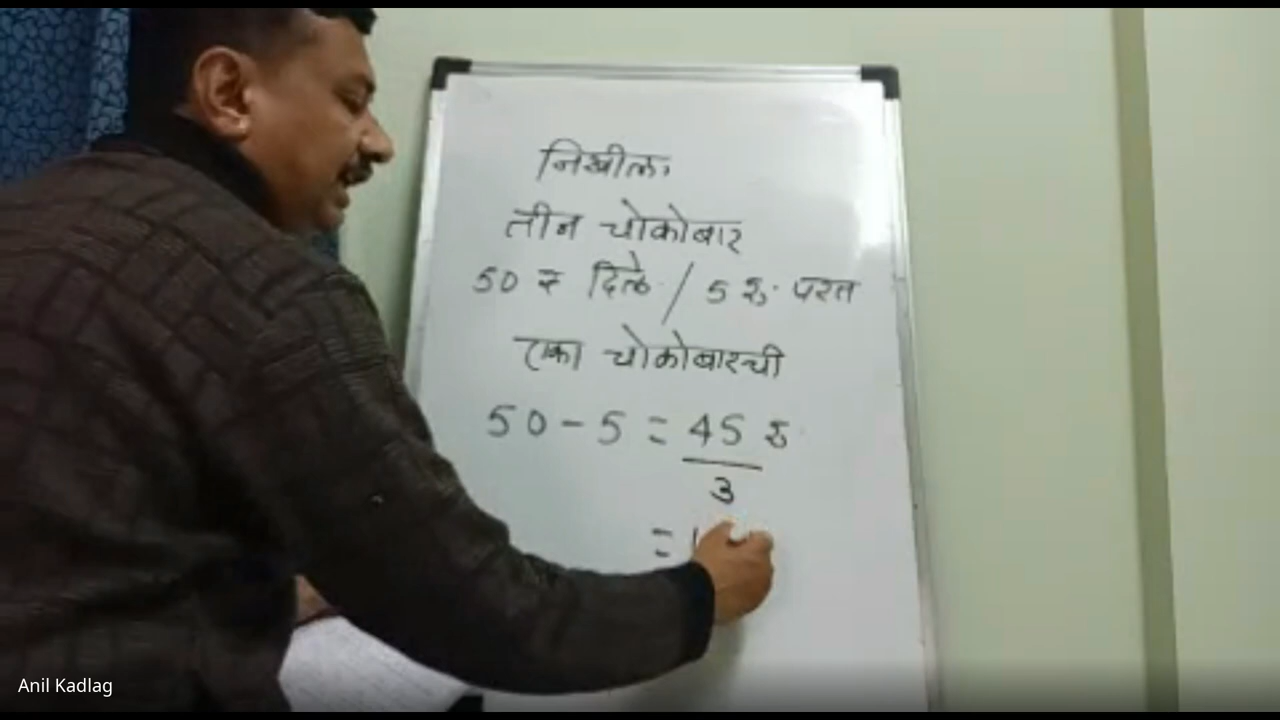 निखील
तीन चोकोबार
50 रु दिले / 5 रु. परत
एका चोकोबारची
50 - 5 = 45 रु
3
=
Anil Kadlag